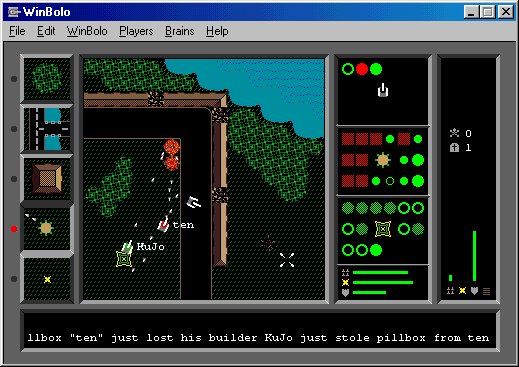 WinBolo
File Edit WinBolo Players Brains Help
0
1
ten
KuJo
llbox "ten" just lost his builder KuJo just stole pillbox from ten